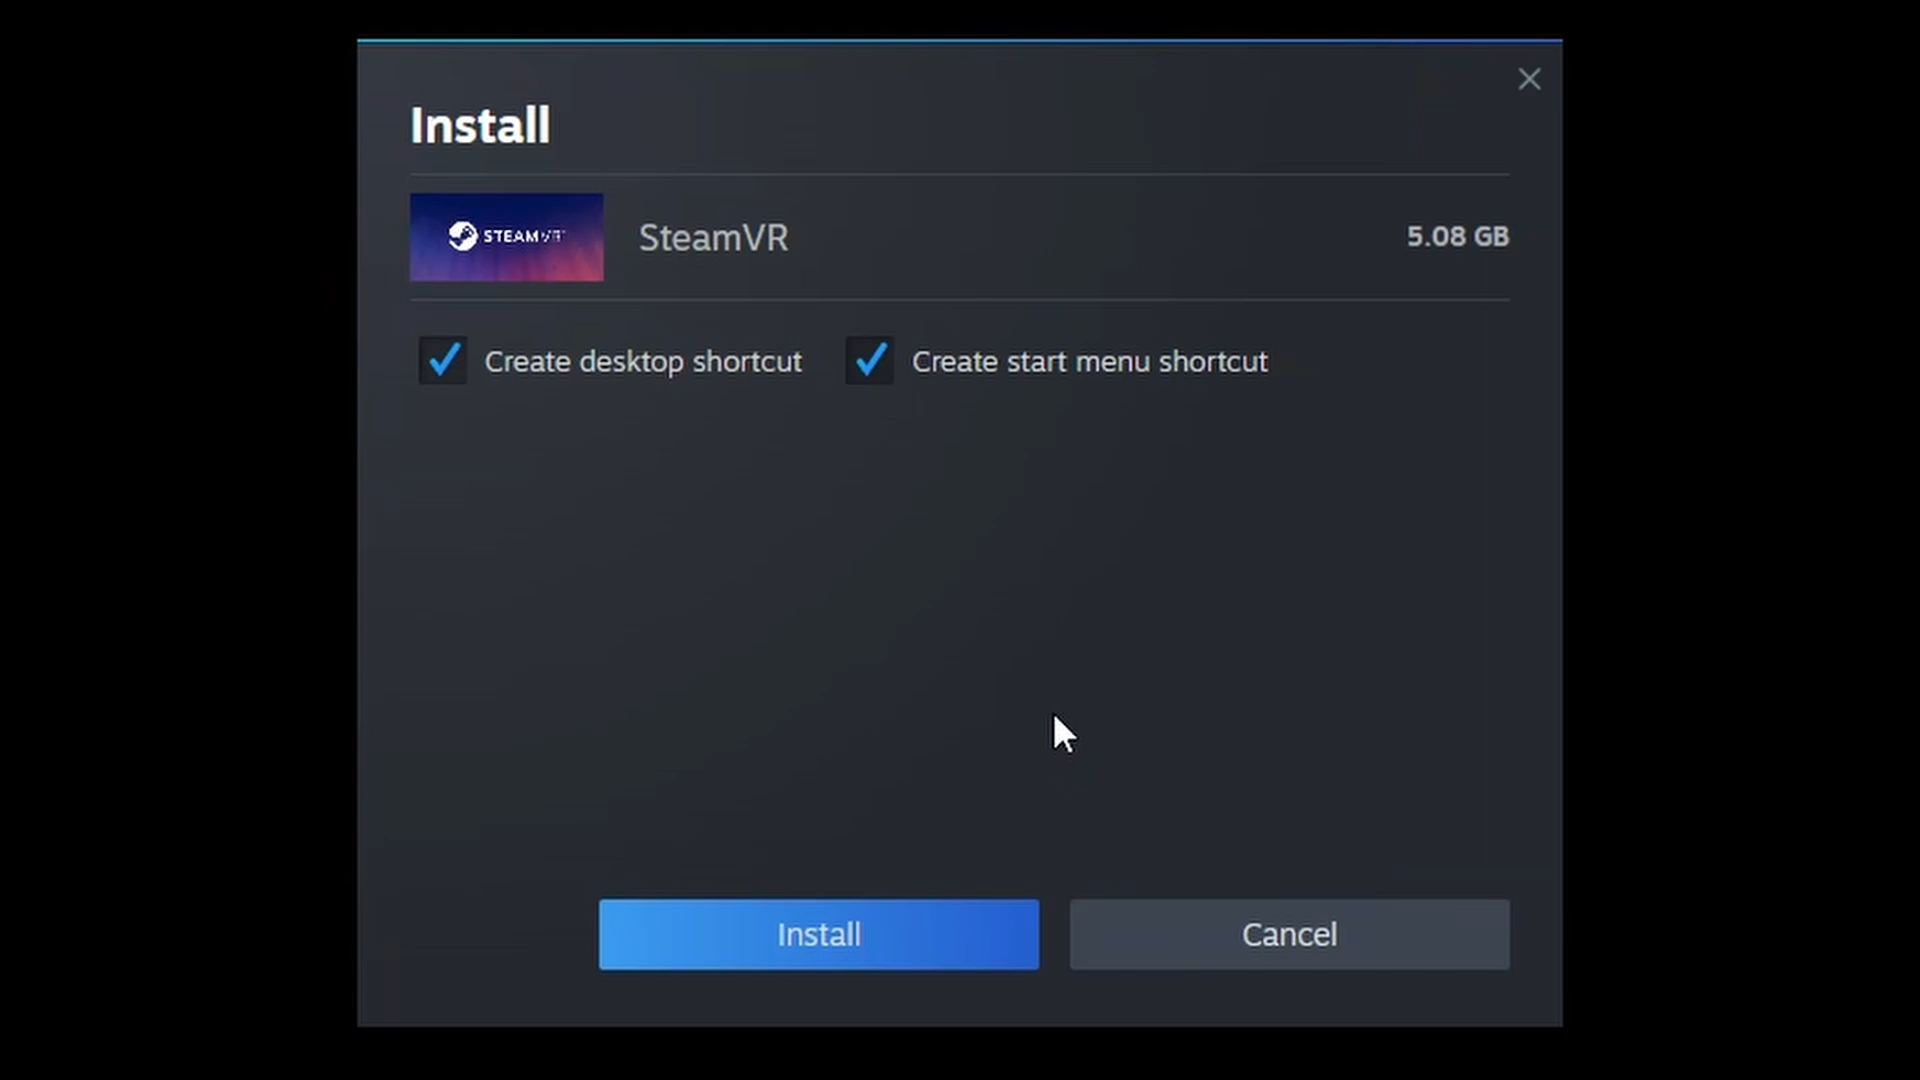 Install
STEAMVR
SteamVR
5.08 GB
Create desktop shortcut
Create start menu shortcut
Install
Cancel